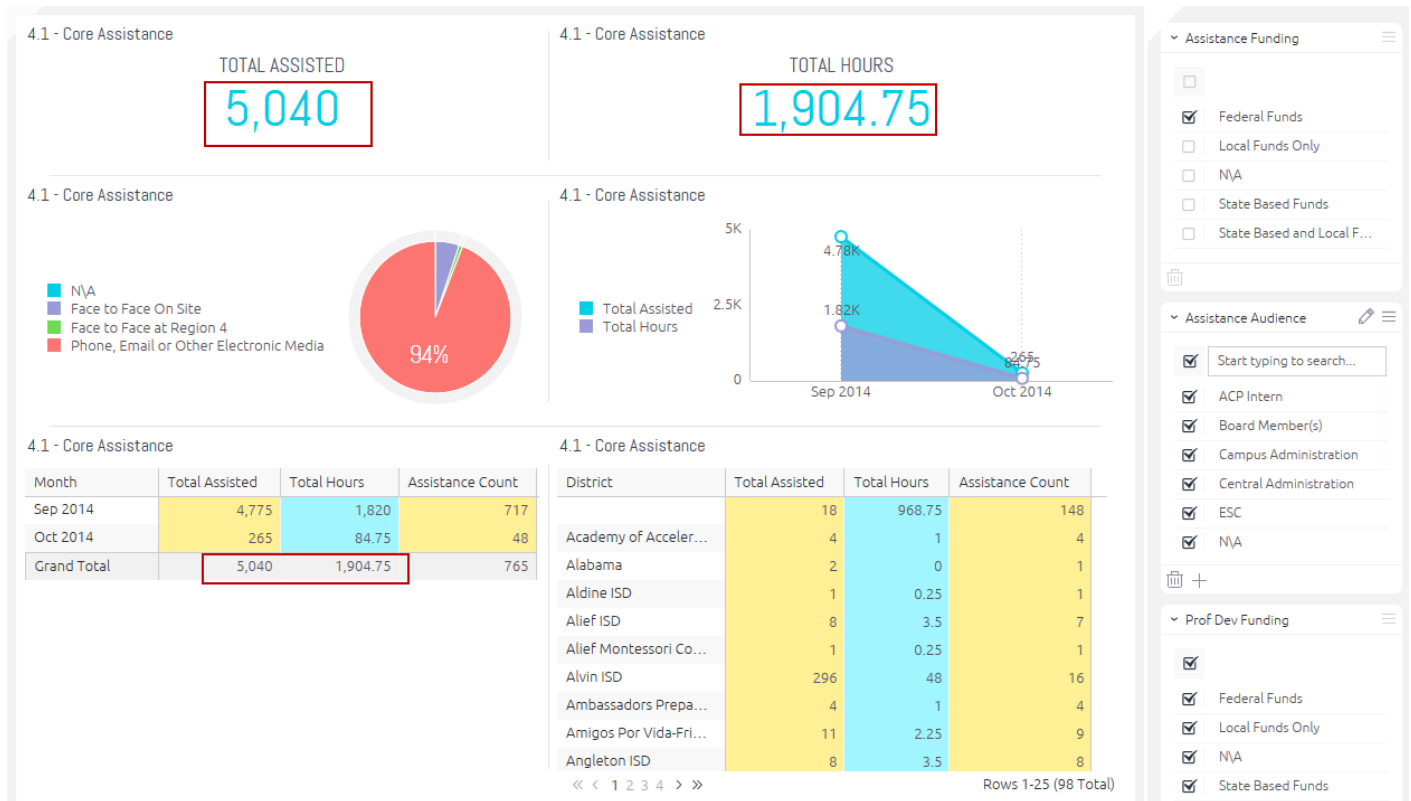 4.1 - Core Assistance
TOTAL ASSISTED
5,040
4.1 - Core Assistance
TOTAL HOURS
1,904.75
4.1 - Core Assistance
N\A
Face to Face On Site
Face to Face at Region 4
Phone, Email or Other Electronic Media
94%
4.1 - Core Assistance
Total Assisted
Total Hours
5K
2.5K
0
4.78K
1.82K
265
84.75
Sep 2014 Oct 2014
4.1 - Core Assistance
Month Total Assisted Total Hours Assistance Count
Sep 2014 4,775 1,820 717
Oct 2014 265 84.75 48
Grand Total 5,040 1,904.75 765
4.1 - Core Assistance
District Total Assisted Total Hours Assistance Count
18 968.75 148
Academy of Acceler... 4 1 4
Alabama 2 0 1
Aldine ISD 1 0.25 1
Alief ISD 8 3.5 7
Alief Montessori Co... 1 0.25 1
Alvin ISD 296 48 16
Ambassadors Prepa... 4 1 4
Amigos Por Vida-Fri... 11 2.25 9
Angleton ISD 8 3.5 8
« < 1 2 3 4 > » Rows 1-25 (98 Total)
Assistance Funding
Federal Funds
Local Funds Only
N\A
State Based Funds
State Based and Local F...
Assistance Audience
Start typing to search...
ACP Intern
Board Member(s)
Campus Administration
Central Administration
ESC
N\A
Prof Dev Funding
Federal Funds
Local Funds Only
N\A
State Based Funds